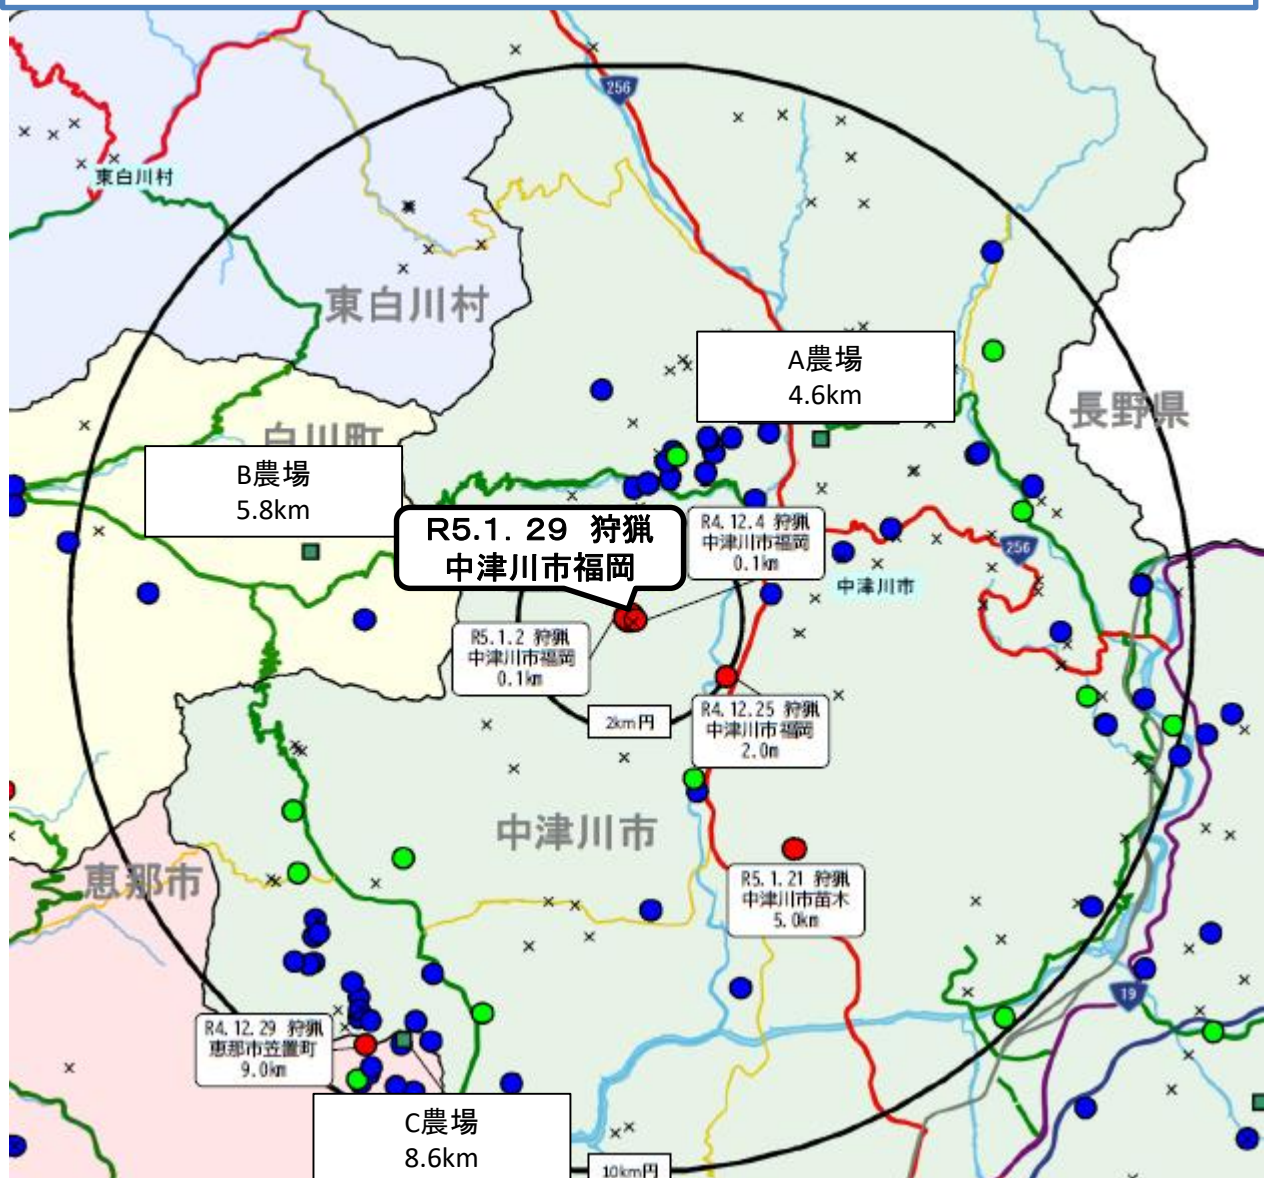 256
東白川村
東白川村
A農場
4.6km
長野県
白川町
B農場
5.8km
R5.1.29 狩猟
中津川市福岡
R4.12.4 狩猟
中津川市福岡
0.1km
256
中津川市
R5.1.2 狩猟
中津川市福岡
0.1km
2km円
R4.12.25 狩猟
中津川市福岡
2.0m
中津川市
恵那市
R5.1.21 狩猟
中津川市苗木
5.0km
19
R4.12.29 狩猟
恵那市笠置町
9.0km
C農場
8.6km
10km円